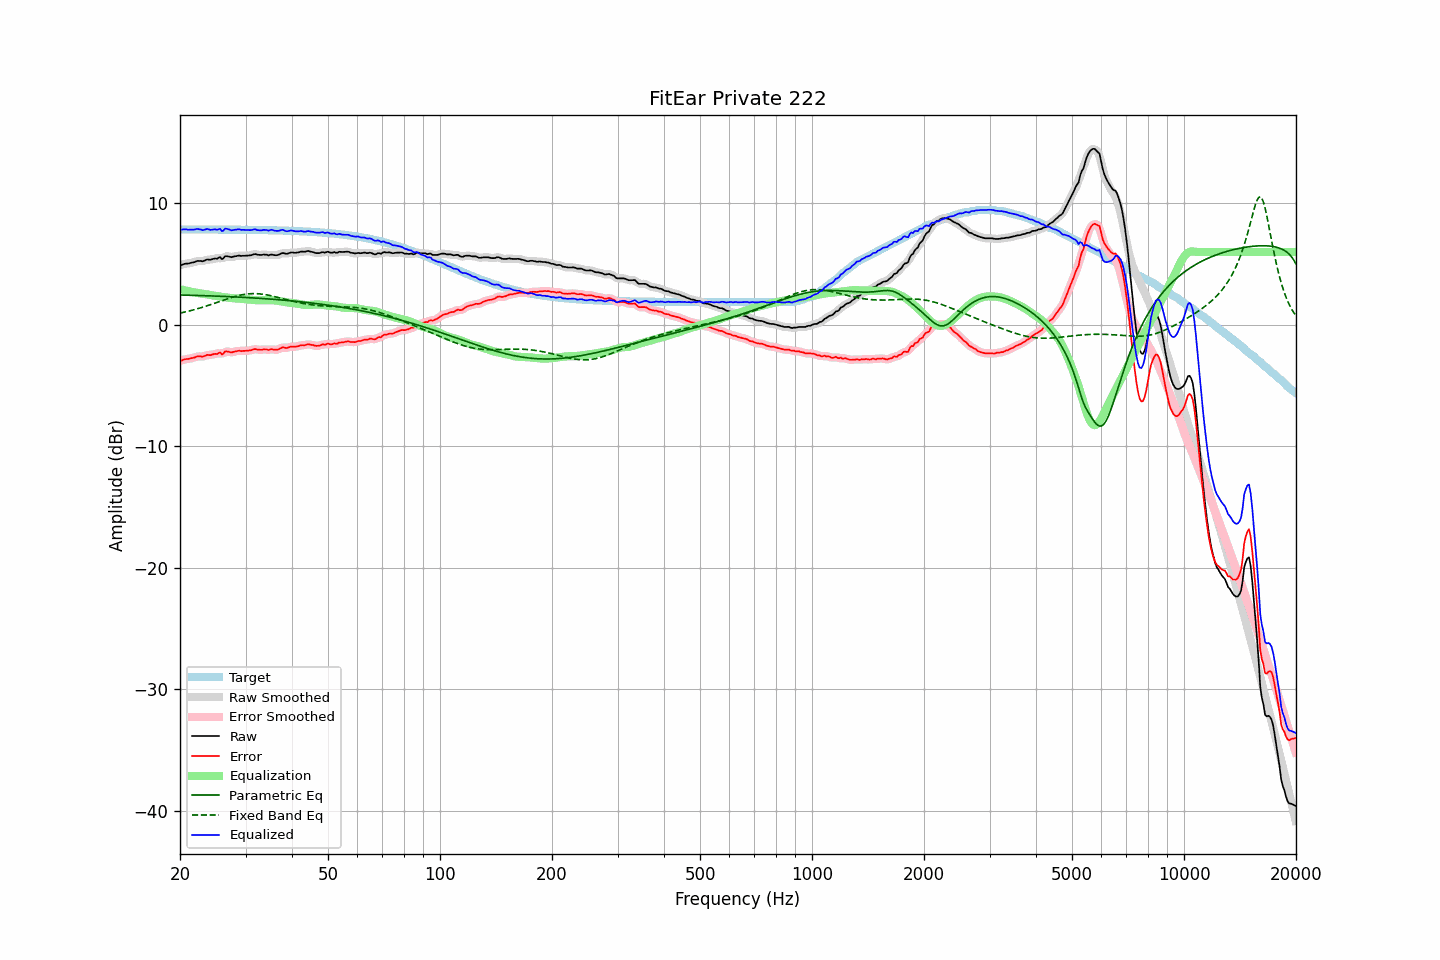 FitEar Private 222
10
0
−10
−20
−30
−40
Amplitude (dBr)
Target
Raw Smoothed
Error Smoothed
Raw
Error
Equalization
Parametric Eq
Fixed Band Eq
Equalized
20 50 100 200 500 1000 2000 5000 10000 20000
Frequency (Hz)